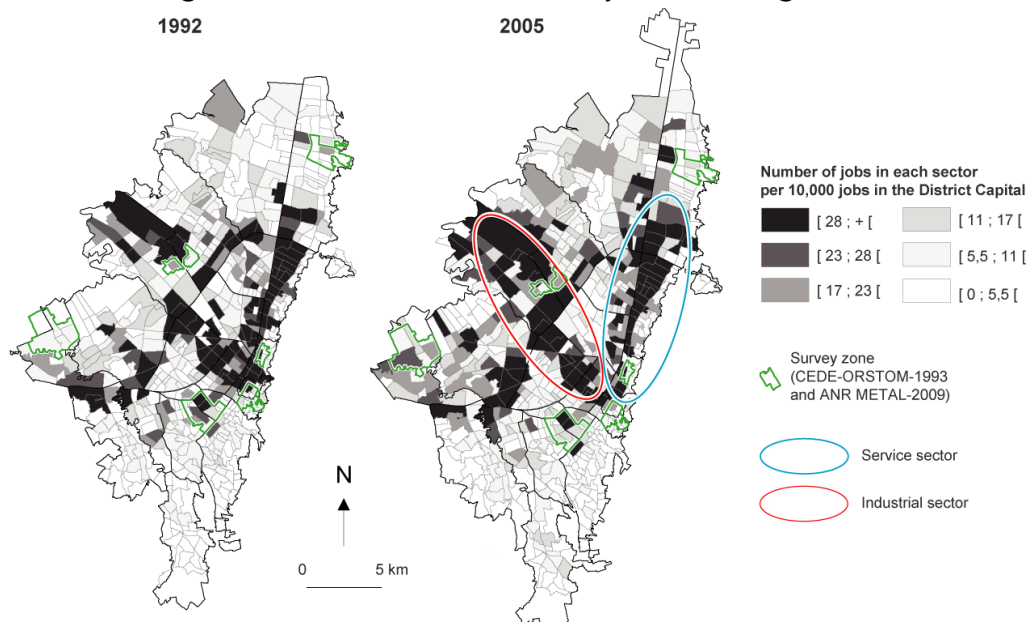 1992
2005
Number of jobs in each sector
per 10,000 jobs in the District Capital
[ 28 ; + [
[ 11 ; 17 [
[ 23 ; 28 [
[ 5,5 ; 11 [
[ 17 ; 23 [
[ 0 ; 5,5 [
Survey zone
(CEDE-ORSTOM-1993
and ANR METAL-2009)
Service sector
Industrial sector
N
0 5 km